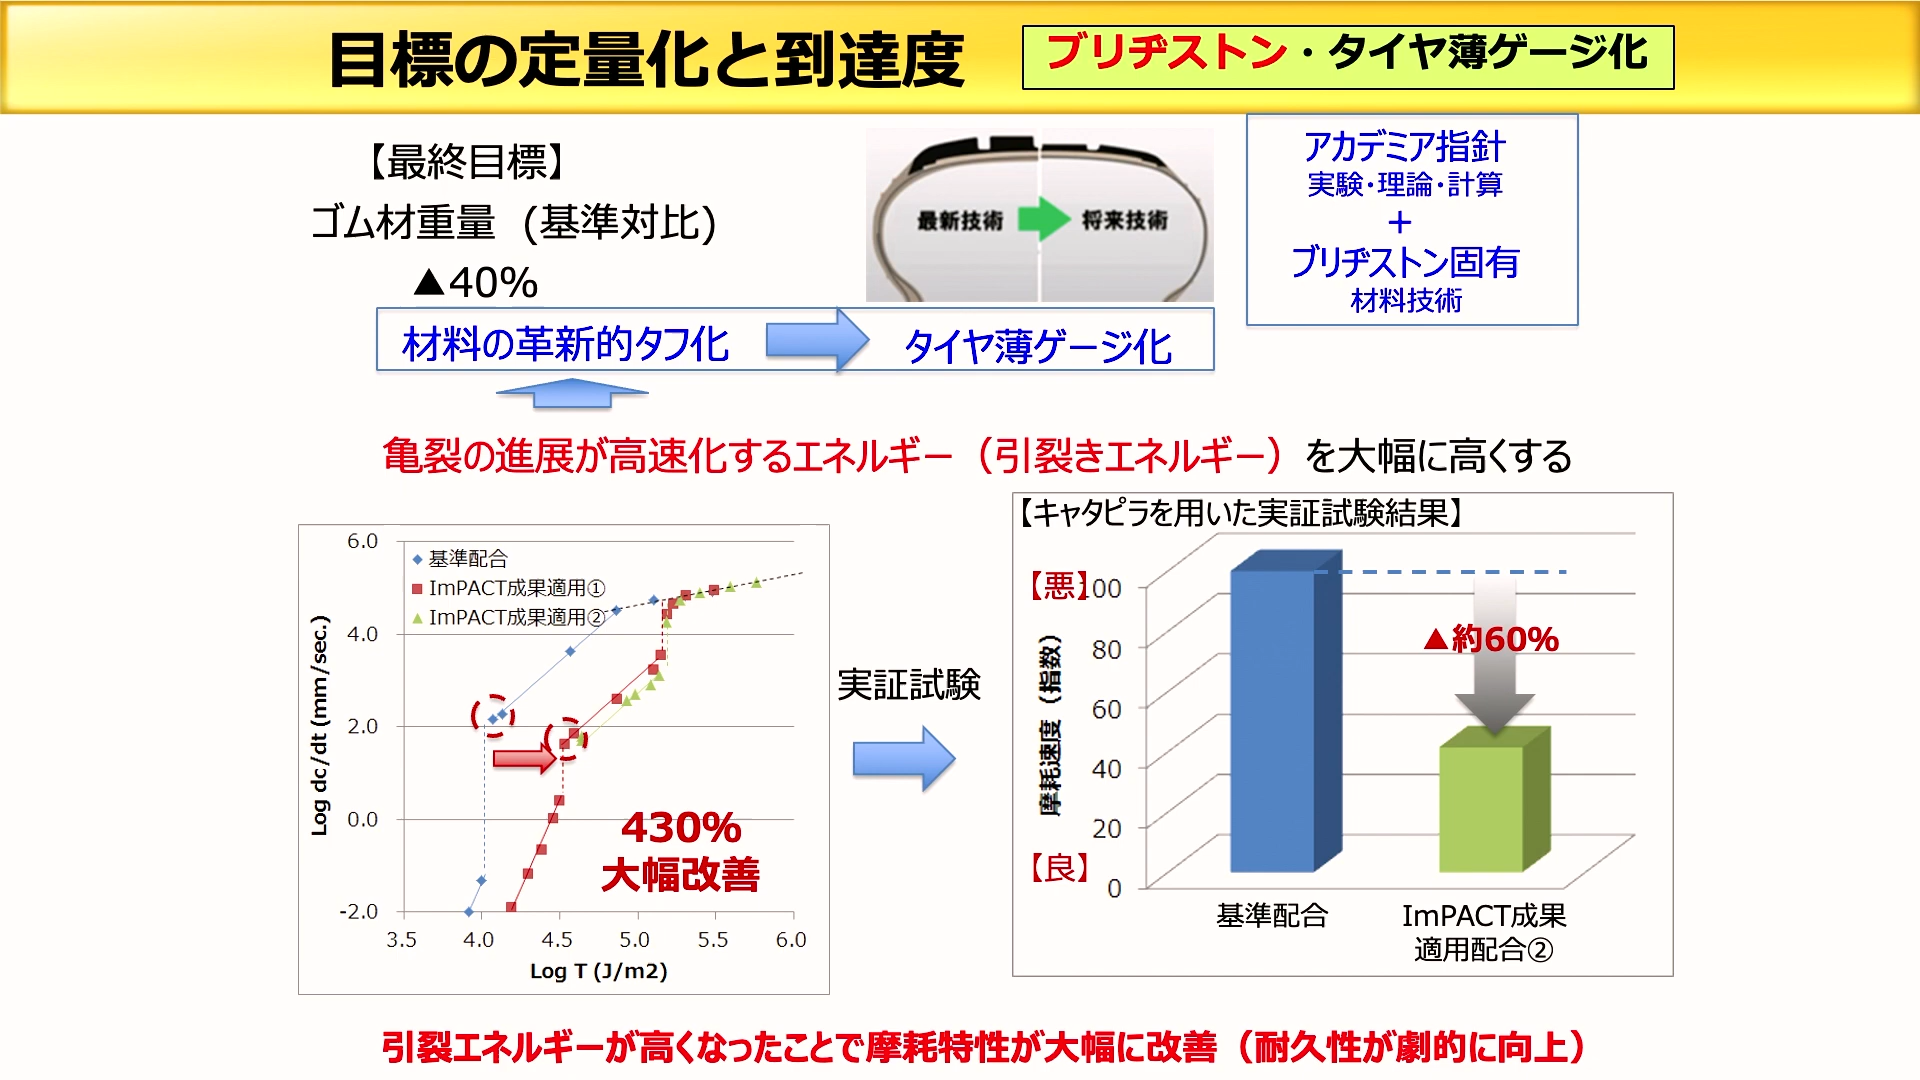 目標の定量化と到達度
ブリヂストン・タイヤ薄ゲージ化
【最終目標】
ゴム材重量 (基準対比)
▲40%
最新技術
将来技術
アカデミア指針
実験・理論・計算
+
ブリヂストン固有
材料技術
材料の革新的タフ化
タイヤ薄ゲージ化
亀裂の進展が高速化するエネルギー（引裂きエネルギー）を大幅に高くする
6.0
4.0
2.0
0.0
-2.0
3.5 4.0 4.5 5.0 5.5 6.0
Log dc/dt (mm/sec.)
Log T (J/m2)
基準配合
ImPACT成果適用①
ImPACT成果適用②
430%
大幅改善
実証試験
【キャタピラを用いた実証試験結果】
【悪】
100
80
60
40
20
0
【良】
摩耗速度（指数）
▲約60%
基準配合
ImPACT成果
適用配合②
引裂エネルギーが高くなったことで摩耗特性が大幅に改善（耐久性が劇的に向上）